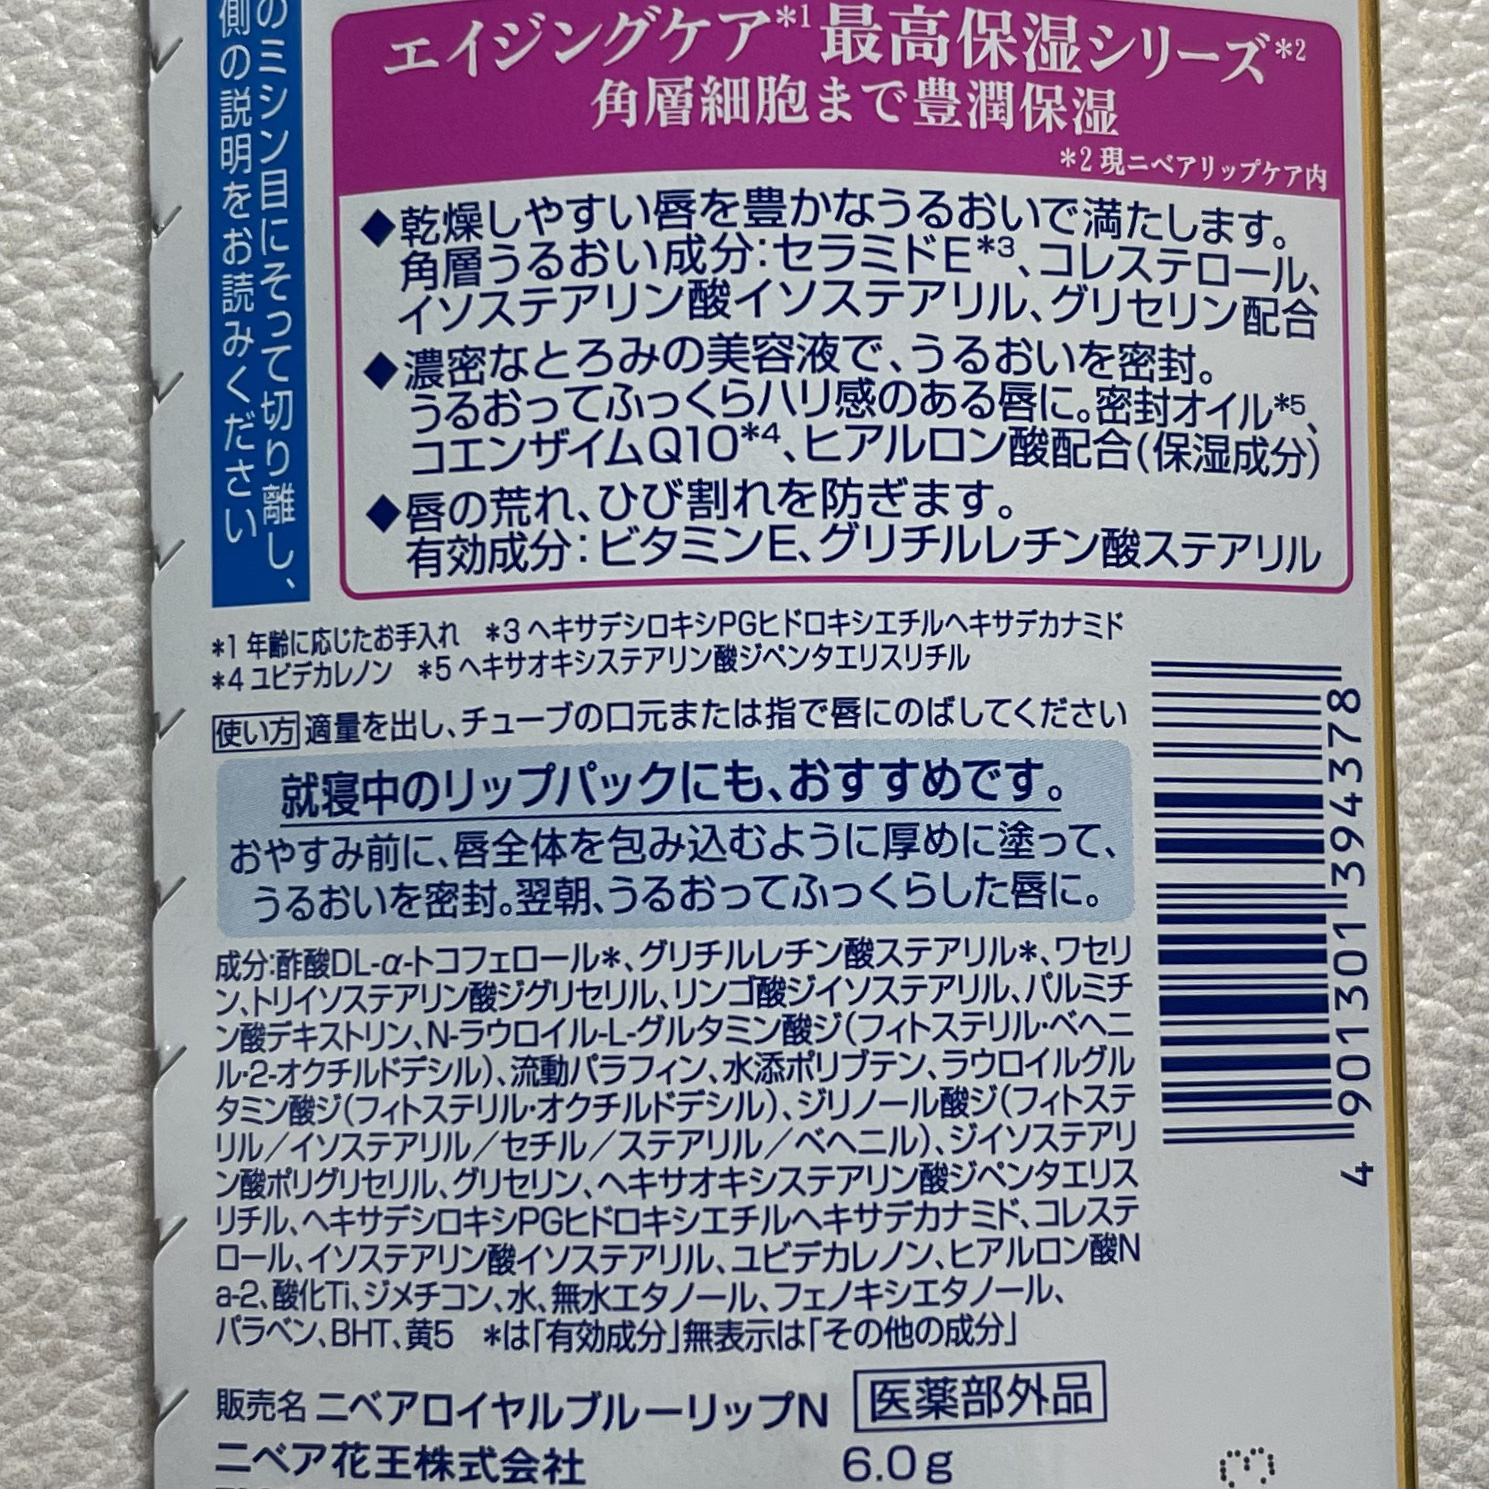 のミシン目にそって切り離し、
側の説明をお読みください
エイジングケア*1最高保湿シリーズ*2
角層細胞まで豊潤保湿
*2 現ニベアリップケア内
◆乾燥しやすい唇を豊かなうるおいで満たします。
角層うるおい成分:セラミドE*3、コレステロール、
イソステアリン酸イソステアリル、グリセリン配合
◆濃密なとろみの美容液で、うるおいを密封。
うるおってふっくらハリ感のある唇に。密封オイル*5、
コエンザイムQ10*4、ヒアルロン酸配合(保湿成分)
◆唇の荒れ、ひび割れを防ぎます。
有効成分:ビタミンE、グリチルレチン酸ステアリル
*1 年齢に応じたお手入れ *3 ヘキサデシロキシPGヒドロキシエチルヘキサデカナミド
*4 ユビデカレノン *5 ヘキサオキシステアリン酸ジペンタエリスリチル
使い方 適量を出し、チューブの口元または指で唇にのばしてください
就寝中のリップパックにも、おすすめです。
おやすみ前に、唇全体を包み込むように厚めに塗って、
うるおいを密封。翌朝、うるおってふっくらした唇に。
成分:酢酸DL-α-トコフェロール*、グリチルレチン酸ステアリル*、ワセリ
ン、トリイソステアリン酸ジグリセリル、リンゴ酸ジイソステアリル、パルミチ
ン酸デキストリン、N-ラウロイル-L-グルタミン酸ジ(フィトステリル・ベヘニ
ル・2-オクチルドデシル)、流動パラフィン、水添ポリブテン、ラウロイルグル
タミン酸ジ(フィトステリル・オクチルドデシル)、ジリノール酸ジ(フィトステ
リル/イソステアリル/セチル/ステアリル/ベヘニル)、ジイソステアリ
ン酸ポリグリセリル、グリセリン、ヘキサオキシステアリン酸ジペンタエリス
リチル、ヘキサデシロキシPGヒドロキシエチルヘキサデカナミド、コレステ
ロール、イソステアリン酸イソステアリル、ユビデカレノン、ヒアルロン酸N
a-2、酸化Ti、ジメチコン、水、無水エタノール、フェノキシエタノール、
パラベン、BHT、黄5 *は「有効成分」無表示は「その他の成分」
販売名 ニベアロイヤルブルーリップN 医薬部外品
ニベア花王株式会社 6.0g
4 901301 394378